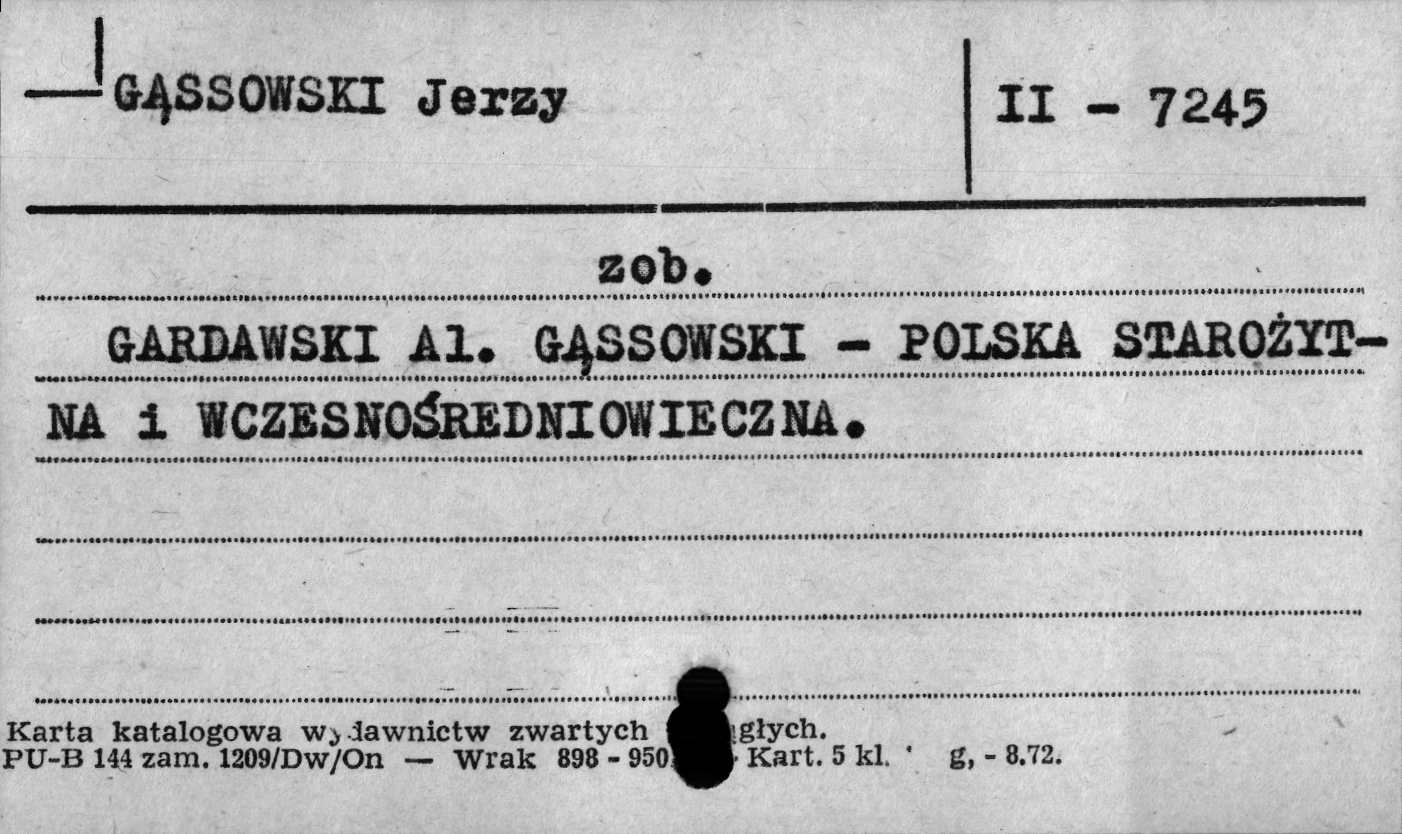 GĄSSOWSKI Jerzy
II - 7245
zob.
GARDAWSKI Al. GĄSSOWSKI - POLSKA STAROŻYT-
NA i WCZESNOŚREDNIOWIECZNA.
Karta katalogowa wydawnictw zwartych
PU-B 144 zam. 1209/Dw/On — Wrak 898 - 950 Kart. 5 kl. g, - 8.72.